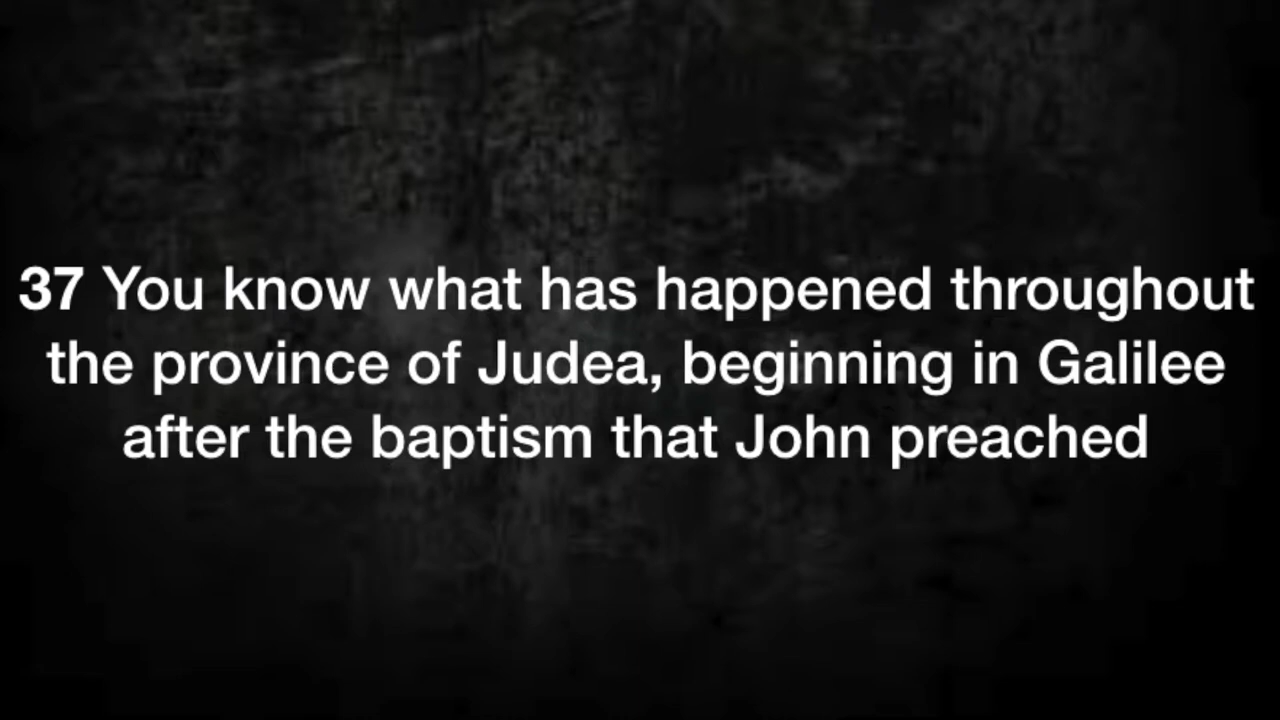 37 You know what has happened throughout
the province of Judea, beginning in Galilee
after the baptism that John preached